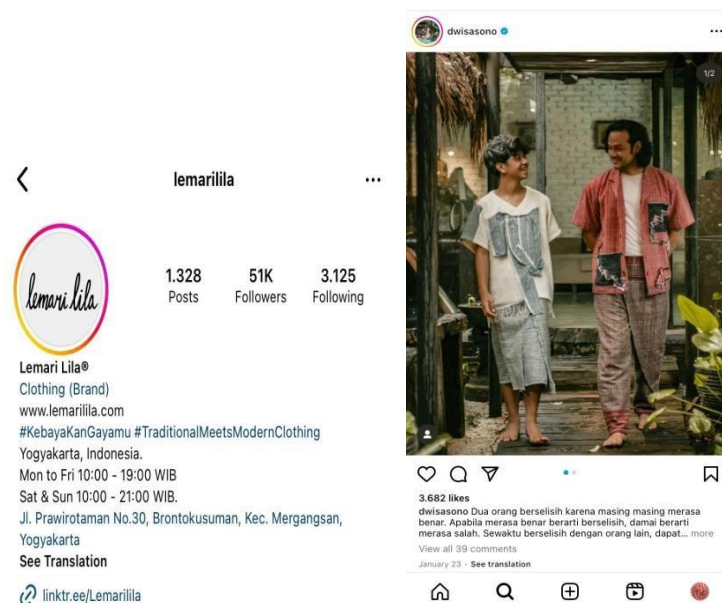 lemarilila
lemari lila
1.328 51K 3.125
Posts Followers Following
Lemari Lila®
Clothing (Brand)
www.lemarilila.com
#KebayaKanGayamu #TraditionalMeetsModernClothing
Yogyakarta, Indonesia.
Mon to Fri 10:00 - 19:00 WIB
Sat & Sun 10:00 - 21:00 WIB.
Jl. Prawirotaman No.30, Brontokusuman, Kec. Mergangsan,
Yogyakarta
See Translation
linktr.ee/Lemarilila
dwisasono
1/2
3.682 likes
dwisasono Dua orang berselisih karena masing masing merasa
benar. Apabila merasa benar berarti berselisih, damai berarti
merasa salah. Sewaktu berselisih dengan orang lain, dapat... more
View all 39 comments
January 23 • See translation